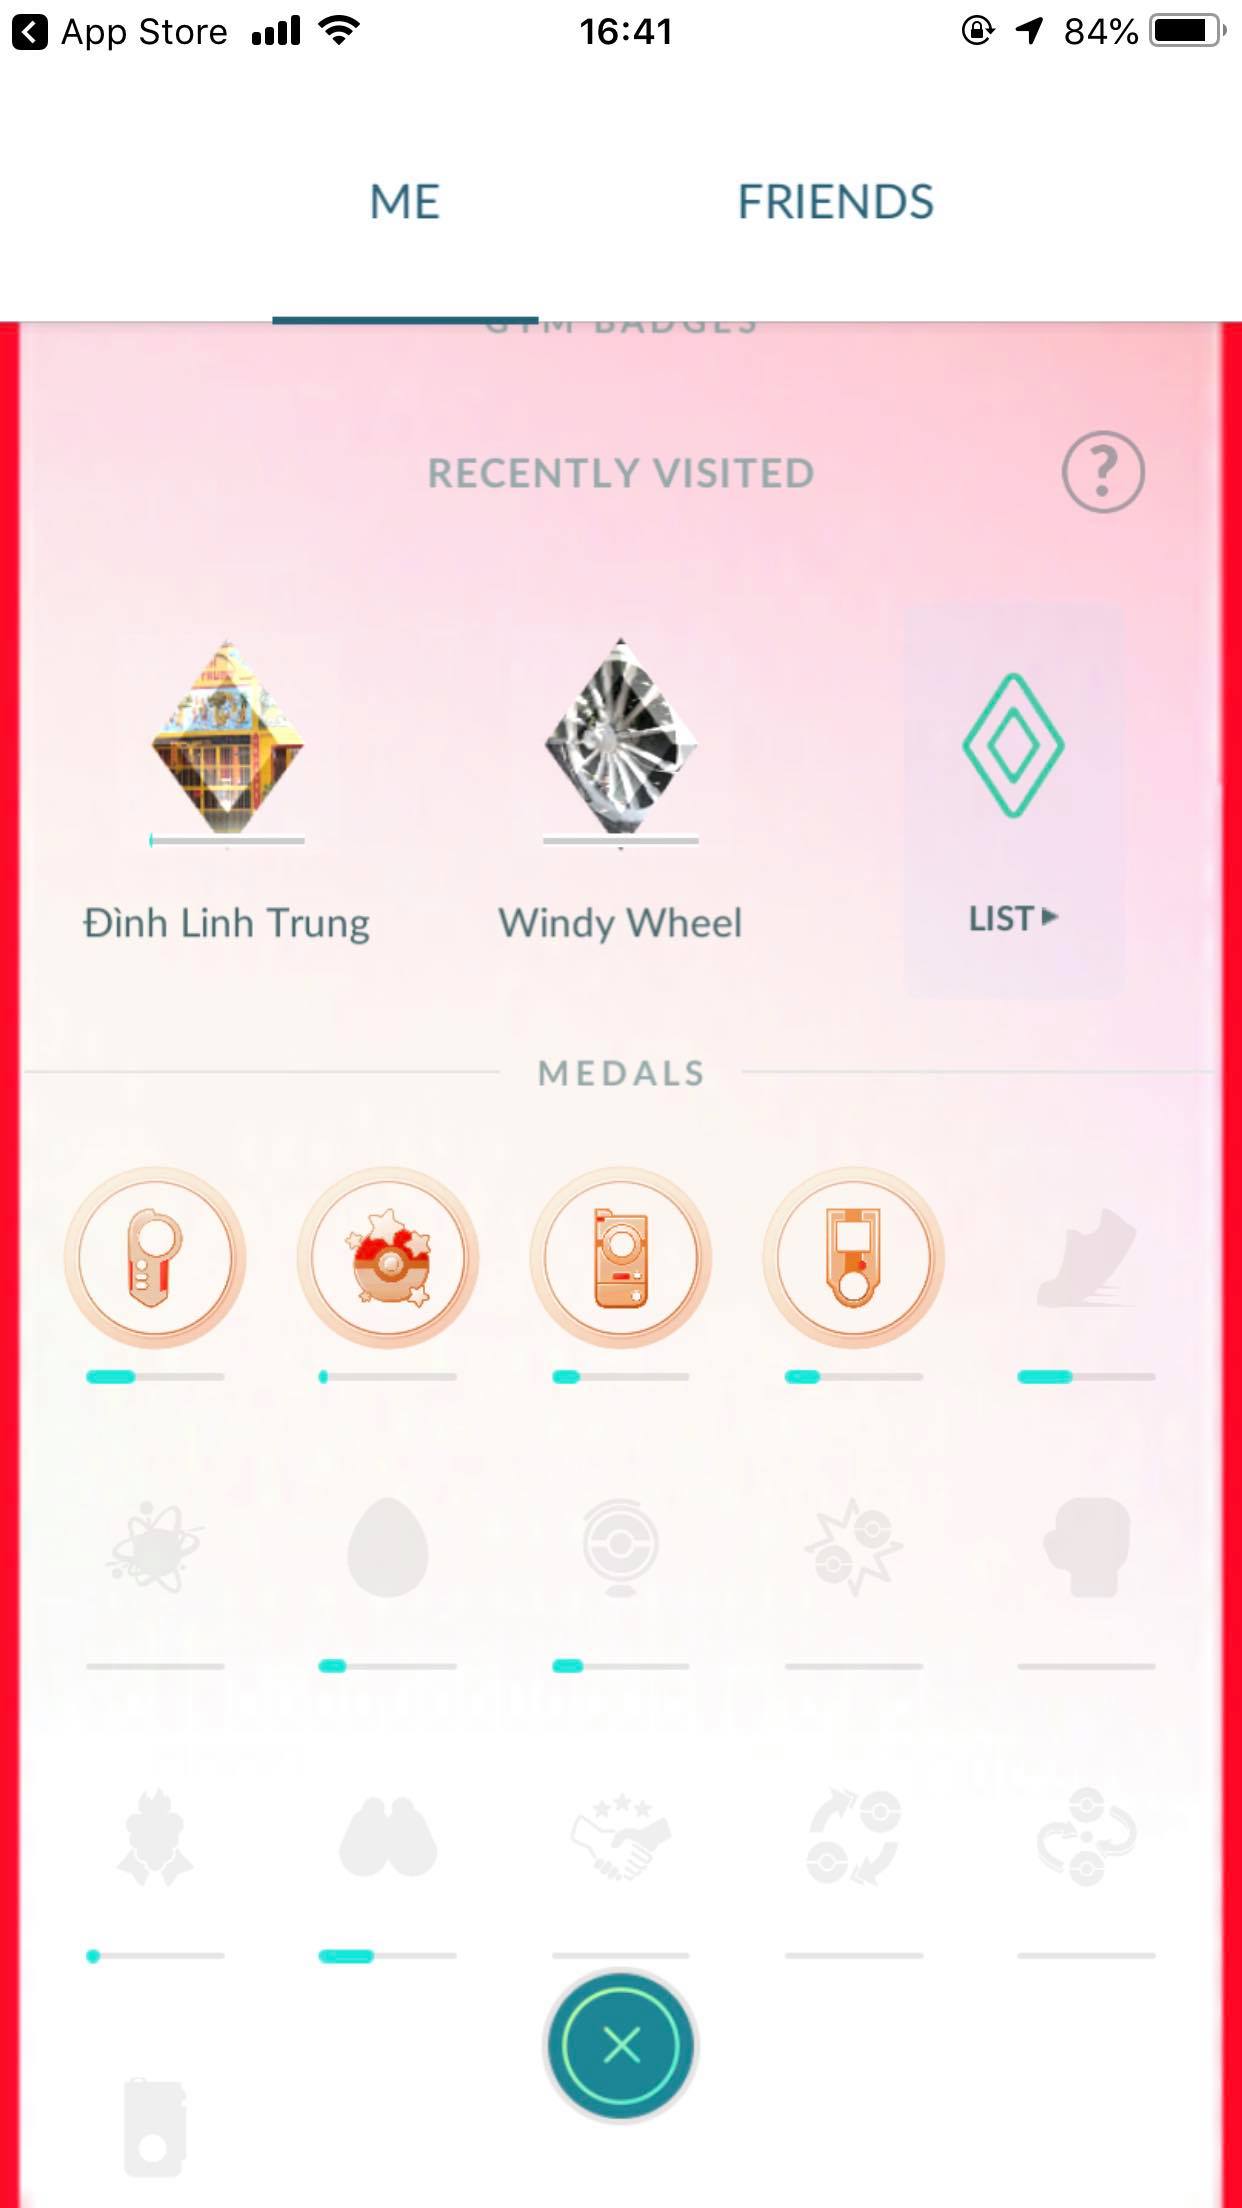 App Store
16:41
84%
ME
FRIENDS
GYM BADGES
RECENTLY VISITED
?
Đình Linh Trung
Windy Wheel
LIST
MEDALS